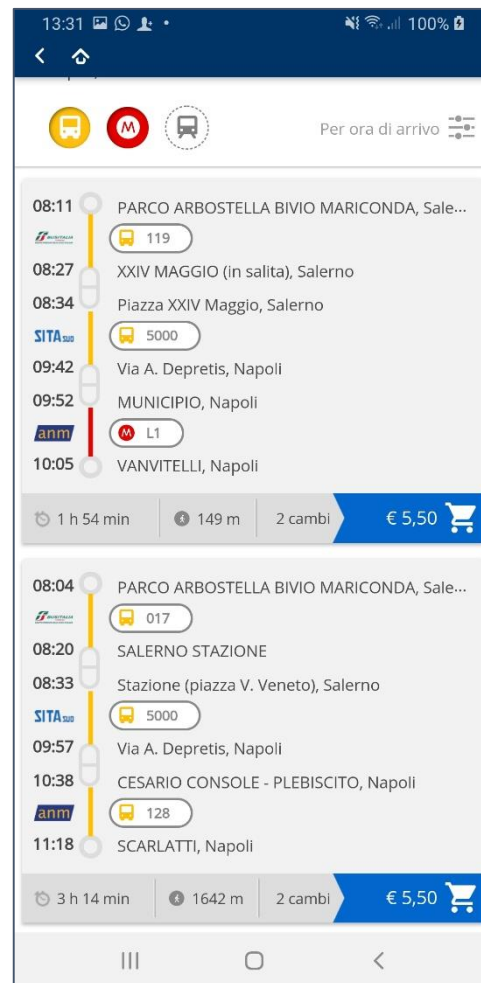 13:31 100%
Per ora di arrivo
08:11 PARCO ARBOSTELLA BIVIO MARICONDA, Sale...
BUSITALIA 119
08:27 XXIV MAGGIO (in salita), Salerno
08:34 Piazza XXIV Maggio, Salerno
SITA SUD 5000
09:42 Via A. Depretis, Napoli
09:52 MUNICIPIO, Napoli
anm M L1
10:05 VANVITELLI, Napoli
1 h 54 min 149 m 2 cambi € 5,50
08:04 PARCO ARBOSTELLA BIVIO MARICONDA, Sale...
BUSITALIA 017
08:20 SALERNO STAZIONE
08:33 Stazione (piazza V. Veneto), Salerno
SITA SUD 5000
09:57 Via A. Depretis, Napoli
10:38 CESARIO CONSOLE - PLEBISCITO, Napoli
anm 128
11:18 SCARLATTI, Napoli
3 h 14 min 1642 m 2 cambi € 5,50